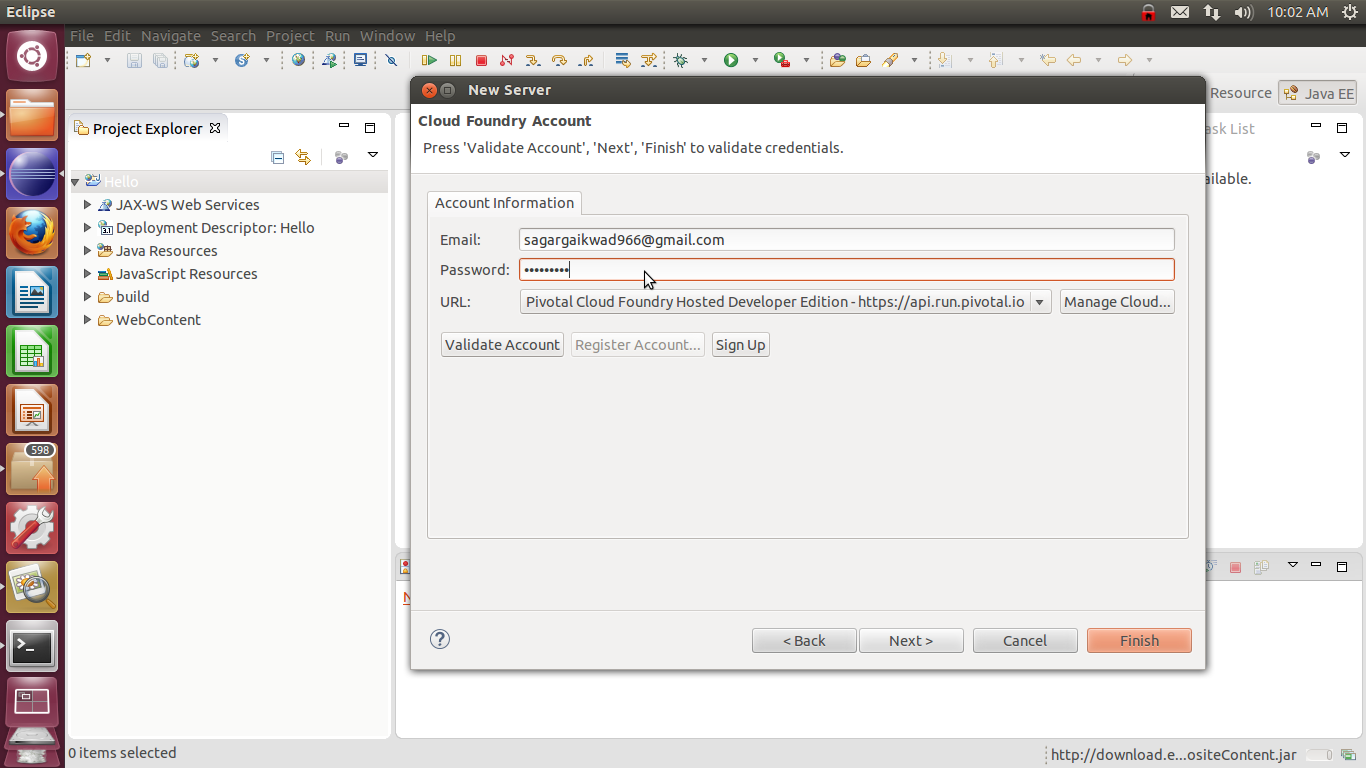 Eclipse
10:02 AM
File Edit Navigate Search Project Run Window Help
New Server
Resource
Java EE
Cloud Foundry Account
Press 'Validate Account', 'Next', 'Finish' to validate credentials.
Project Explorer
ask List
ailable.
Hello
JAX-WS Web Services
Deployment Descriptor: Hello
Java Resources
JavaScript Resources
build
WebContent
Account Information
Email: sagargaikwad966@gmail.com
Password: •••••••••
URL: Pivotal Cloud Foundry Hosted Developer Edition - https://api.run.pivotal.io
Manage Cloud...
Validate Account Register Account... Sign Up
598
< Back Next > Cancel Finish
0 items selected
http://download.e...ositeContent.jar